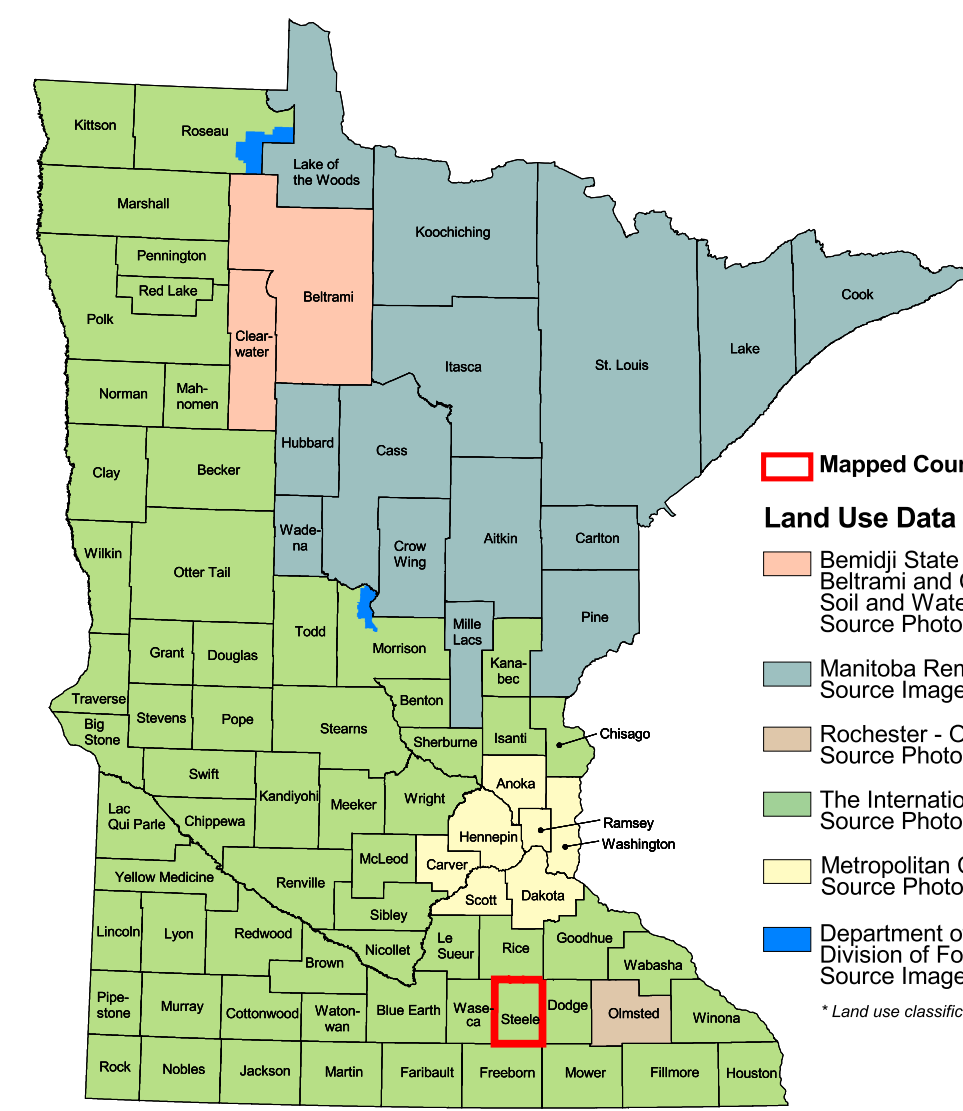 Kittson
Roseau
Lake of
the Woods
Marshall
Koochiching
Pennington
Red Lake
Beltrami
Cook
Polk
Clear-
water
Lake
Itasca
St. Louis
Norman
Mah-
nomen
Hubbard
Cass
Clay
Becker
Mapped Coun
Land Use Data
Wade-
na
Crow
Wing
Aitkin
Carlton
Wilkin
Otter Tail
Bemidji State
Beltrami and C
Soil and Wate
Source Photo
Todd
Mille
Lacs
Pine
Grant
Douglas
Morrison
Kana-
bec
Manitoba Rem
Source Image
Traverse
Benton
Big
Stone
Stevens
Pope
Stearns
Sherburne
Isanti
Chisago
Rochester - O
Source Photo
Swift
Kandiyohi
Meeker
Wright
Anoka
Lac
Qui Parle
Chippewa
Hennepin
Ramsey
Washington
The Internatio
Source Photo
McLeod
Carver
Yellow Medicine
Renville
Scott
Dakota
Metropolitan C
Source Photo
Sibley
Lincoln
Lyon
Redwood
Nicollet
Le
Sueur
Rice
Goodhue
Department of
Division of Fo
Source Image
Brown
Wabasha
Pipe-
stone
Murray
Cottonwood
Waton-
wan
Blue Earth
Wase-
ca
Steele
Dodge
Olmsted
Winona
* Land use classific
Rock
Nobles
Jackson
Martin
Faribault
Freeborn
Mower
Fillmore
Houston